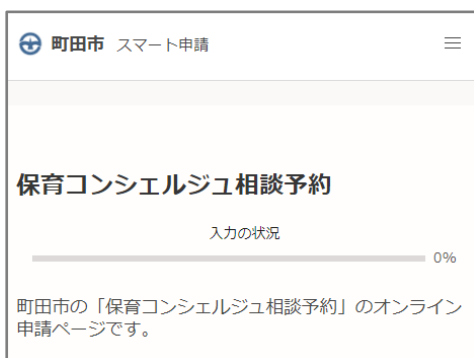 町田市 スマート申請
保育コンシェルジュ相談予約
入力の状況
0%
町田市の「保育コンシェルジュ相談予約」のオンライン
申請ページです。